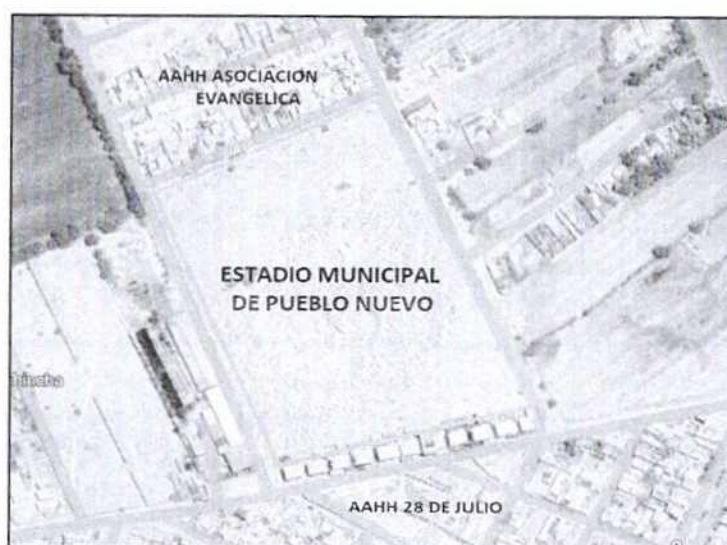 AAHH ASOCIACION
EVANGELICA
ESTADIO MUNICIPAL
DE PUEBLO NUEVO
AAHH 28 DE JULIO